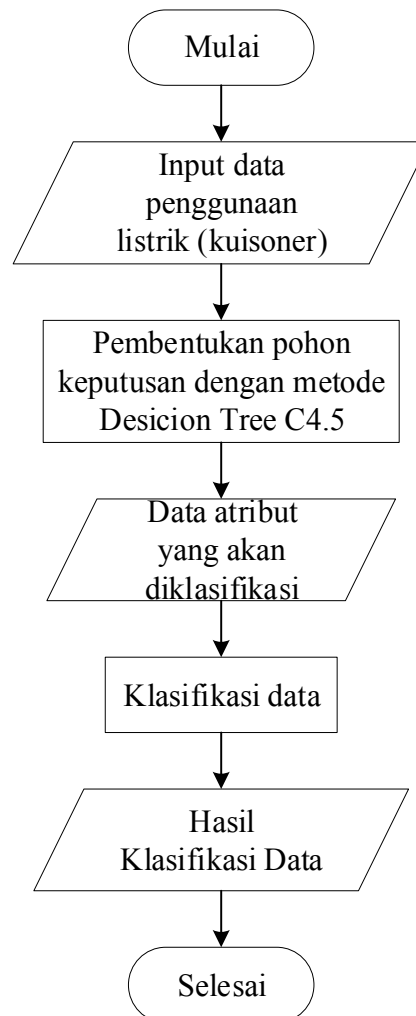 Mulai
Input data
penggunaan
listrik (kuisoner)
Pembentukan pohon
keputusan dengan metode
Desicion Tree C4.5
Data atribut
yang akan
diklasifikasi
Klasifikasi data
Hasil
Klasifikasi Data
Selesai